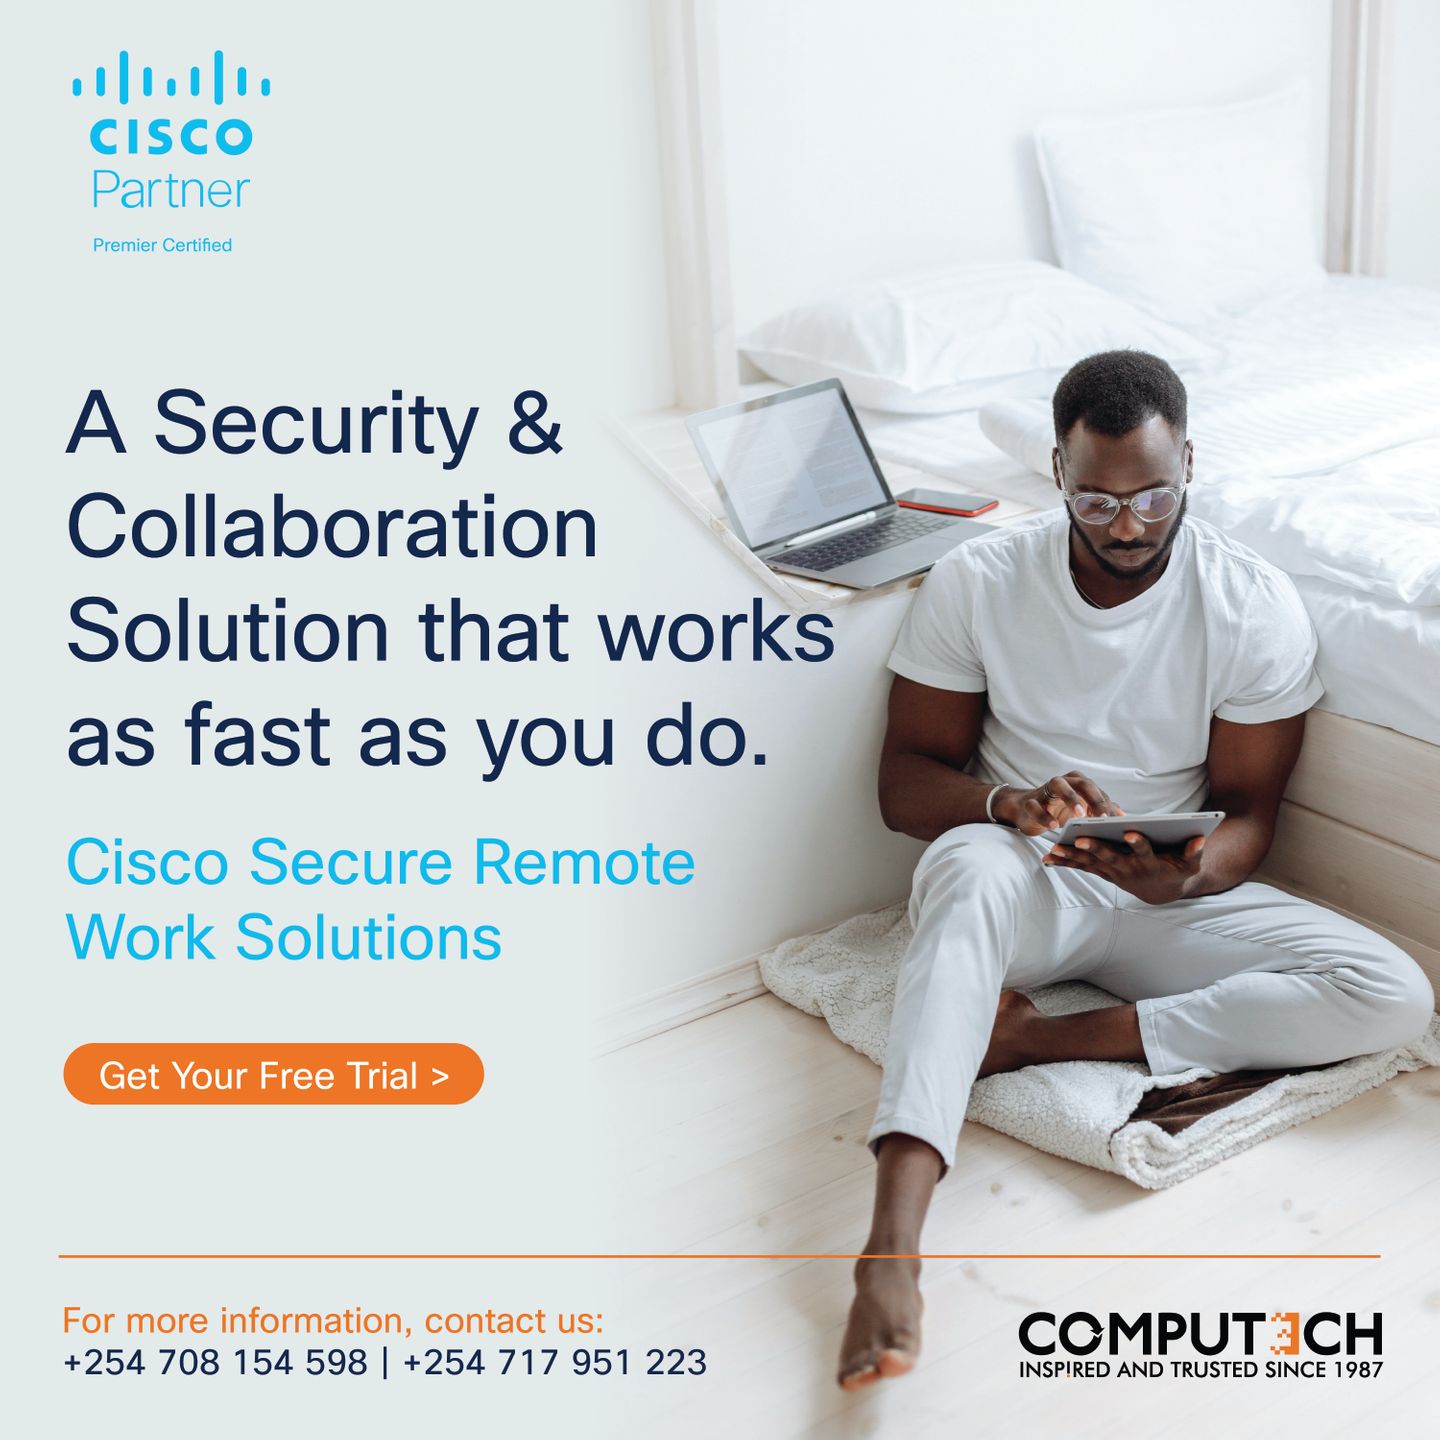 CISCO
Partner
Premier Certified
A Security &
Collaboration
Solution that works
as fast as you do.
Cisco Secure Remote
Work Solutions
Get Your Free Trial >
For more information, contact us:
+254 708 154 598 | +254 717 951 223
COMPUTECH
INSPIRED AND TRUSTED SINCE 1987